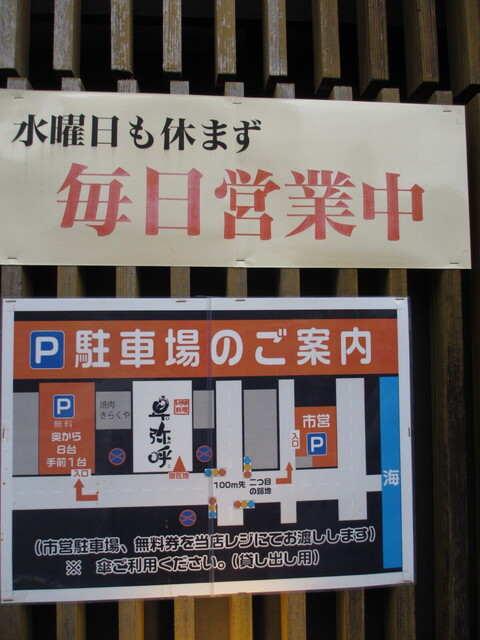 水曜日も休まず
毎日営業中
P 駐車場のご案内
P
無料
奥から
8台
手前1台
入口
焼肉
きらくや
卑弥呼
料理
現在地
100m先
二つ目
の路地
入口
市営
P
海
(市営駐車場、無料券を当店レジにてお渡しします)
※ 傘ご利用ください。(貸し出し用)